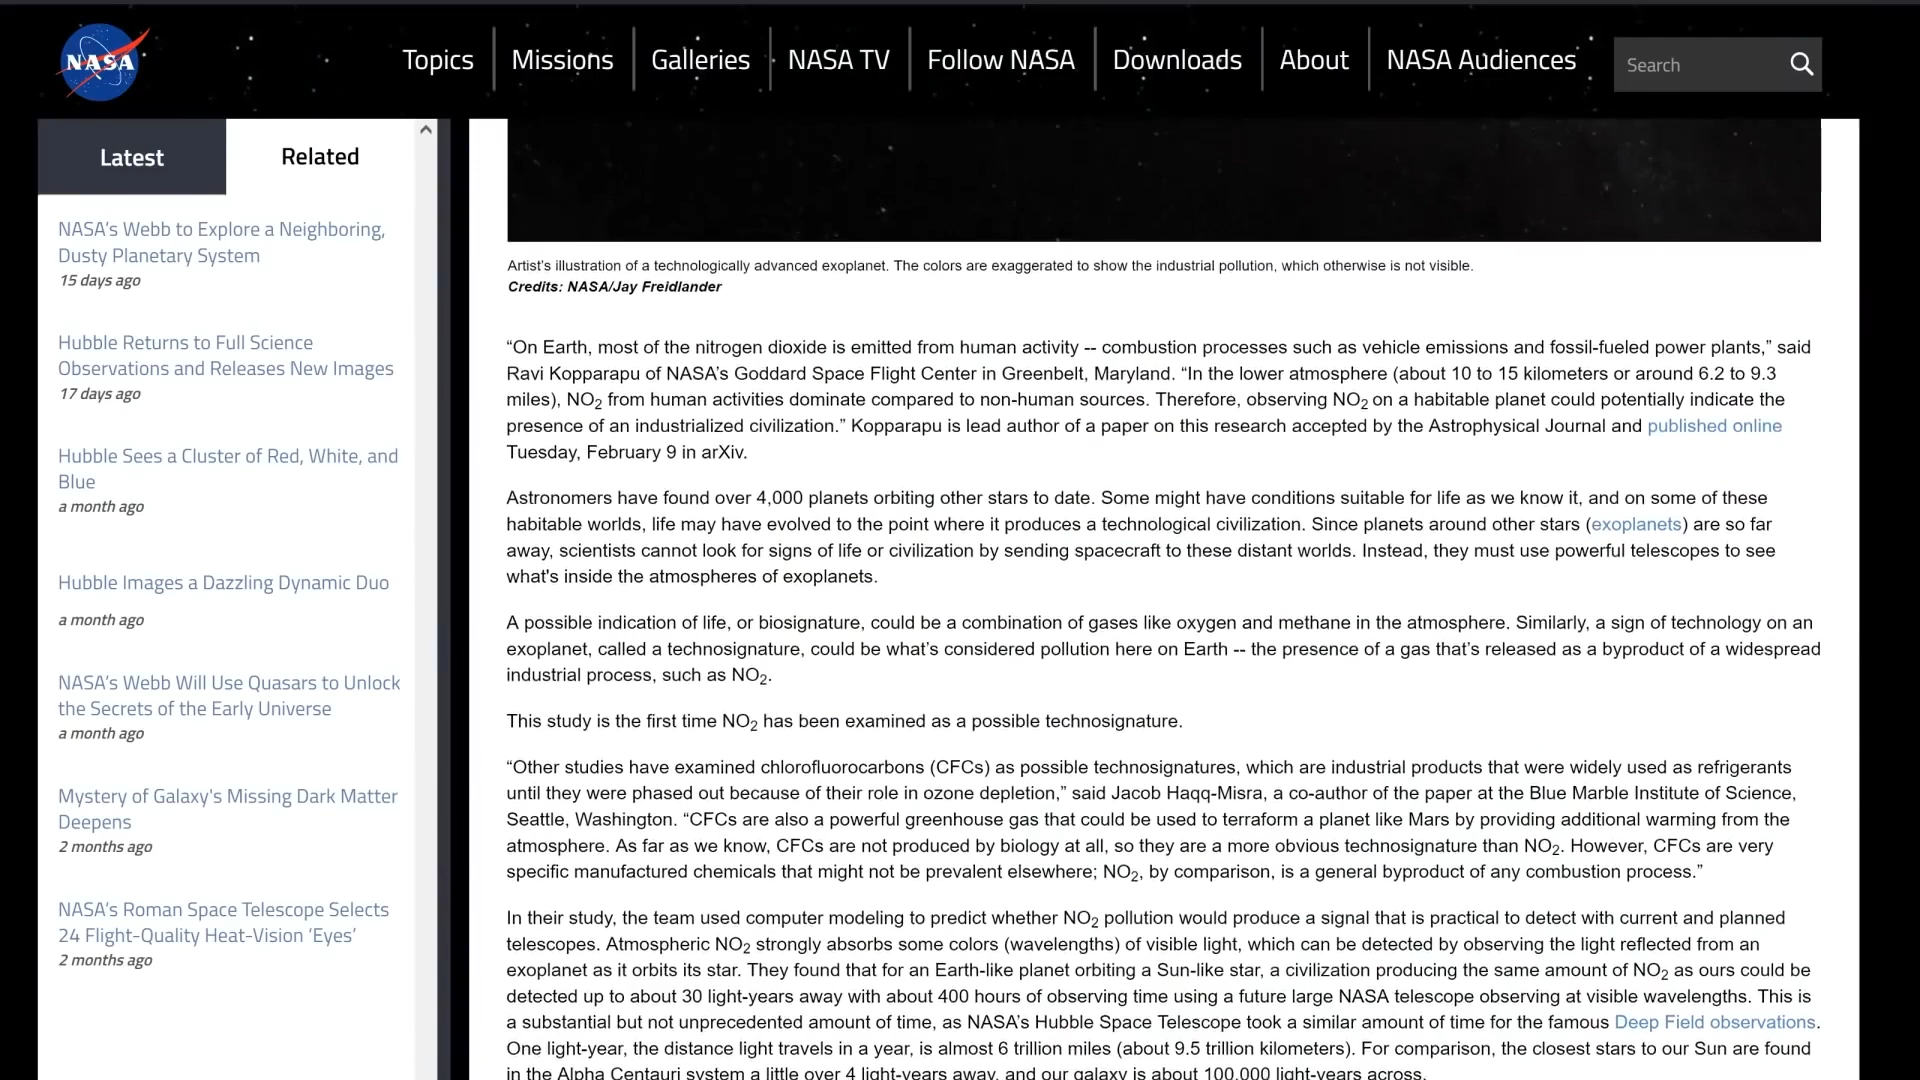 NASA
Topics
Missions
Galleries
NASA TV
Follow NASA
Downloads
About
NASA Audiences
Search
Latest
Related
NASA’s Webb to Explore a Neighboring,
Dusty Planetary System
15 days ago
Hubble Returns to Full Science
Observations and Releases New Images
17 days ago
Hubble Sees a Cluster of Red, White, and
Blue
a month ago
Hubble Images a Dazzling Dynamic Duo
a month ago
NASA’s Webb Will Use Quasars to Unlock
the Secrets of the Early Universe
a month ago
Mystery of Galaxy's Missing Dark Matter
Deepens
2 months ago
NASA’s Roman Space Telescope Selects
24 Flight-Quality Heat-Vision ‘Eyes’
2 months ago
Artist’s illustration of a technologically advanced exoplanet. The colors are exaggerated to show the industrial pollution, which otherwise is not visible.
Credits: NASA/Jay Freidlander
“On Earth, most of the nitrogen dioxide is emitted from human activity -- combustion processes such as vehicle emissions and fossil-fueled power plants,” said
Ravi Kopparapu of NASA’s Goddard Space Flight Center in Greenbelt, Maryland. “In the lower atmosphere (about 10 to 15 kilometers or around 6.2 to 9.3
miles), NO₂ from human activities dominate compared to non-human sources. Therefore, observing NO₂ on a habitable planet could potentially indicate the
presence of an industrialized civilization.” Kopparapu is lead author of a paper on this research accepted by the Astrophysical Journal and published online
Tuesday, February 9 in arXiv.
Astronomers have found over 4,000 planets orbiting other stars to date. Some might have conditions suitable for life as we know it, and on some of these
habitable worlds, life may have evolved to the point where it produces a technological civilization. Since planets around other stars (exoplanets) are so far
away, scientists cannot look for signs of life or civilization by sending spacecraft to these distant worlds. Instead, they must use powerful telescopes to see
what's inside the atmospheres of exoplanets.
A possible indication of life, or biosignature, could be a combination of gases like oxygen and methane in the atmosphere. Similarly, a sign of technology on an
exoplanet, called a technosignature, could be what’s considered pollution here on Earth -- the presence of a gas that’s released as a byproduct of a widespread
industrial process, such as NO₂.
This study is the first time NO₂ has been examined as a possible technosignature.
“Other studies have examined chlorofluorocarbons (CFCs) as possible technosignatures, which are industrial products that were widely used as refrigerants
until they were phased out because of their role in ozone depletion,” said Jacob Haqq-Misra, a co-author of the paper at the Blue Marble Institute of Science,
Seattle, Washington. “CFCs are also a powerful greenhouse gas that could be used to terraform a planet like Mars by providing additional warming from the
atmosphere. As far as we know, CFCs are not produced by biology at all, so they are a more obvious technosignature than NO₂. However, CFCs are very
specific manufactured chemicals that might not be prevalent elsewhere; NO₂, by comparison, is a general byproduct of any combustion process.”
In their study, the team used computer modeling to predict whether NO₂ pollution would produce a signal that is practical to detect with current and planned
telescopes. Atmospheric NO₂ strongly absorbs some colors (wavelengths) of visible light, which can be detected by observing the light reflected from an
exoplanet as it orbits its star. They found that for an Earth-like planet orbiting a Sun-like star, a civilization producing the same amount of NO₂ as ours could be
detected up to about 30 light-years away with about 400 hours of observing time using a future large NASA telescope observing at visible wavelengths. This is
a substantial but not unprecedented amount of time, as NASA’s Hubble Space Telescope took a similar amount of time for the famous Deep Field observations.
One light-year, the distance light travels in a year, is almost 6 trillion miles (about 9.5 trillion kilometers). For comparison, the closest stars to our Sun are found
in the Alpha Centauri system a little over 4 light-years away, and our galaxy is about 100,000 light-years across.